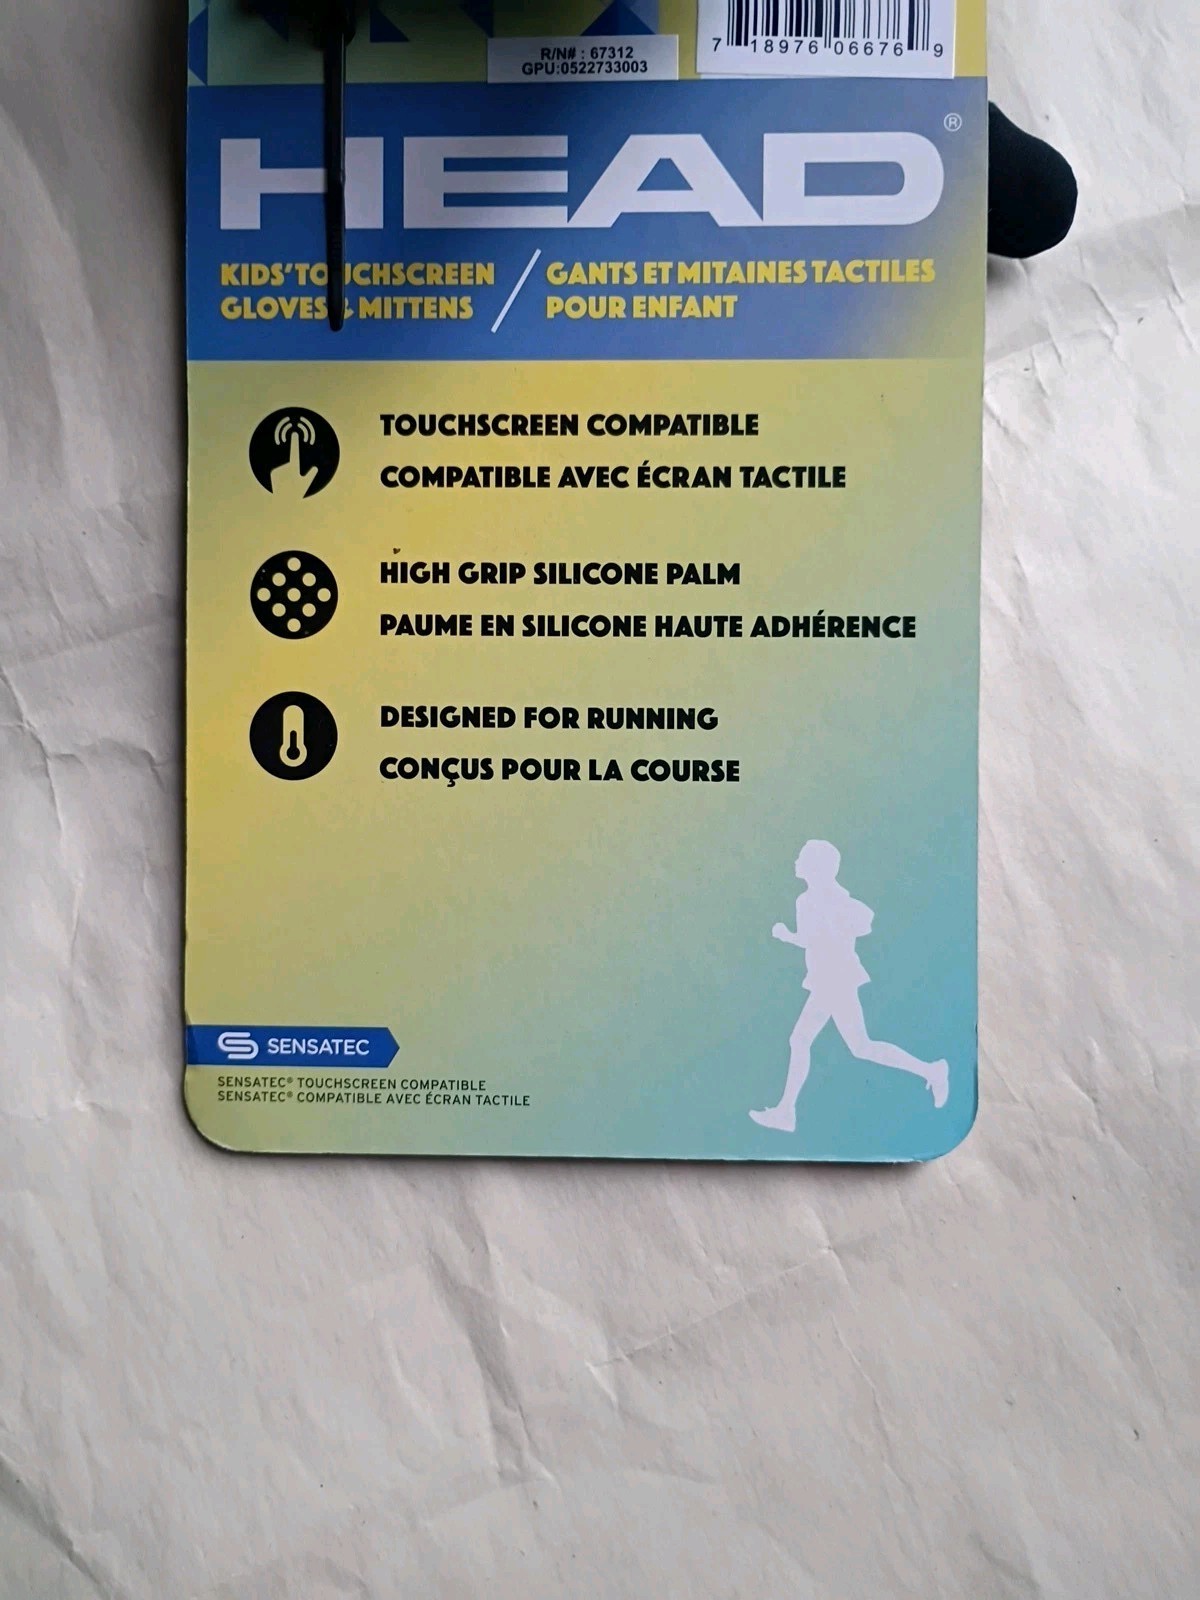 R/N# : 67312
GPU:0522733003
7 18976 06676 9
HEAD®
KIDS' TOUCHSCREEN
GLOVES & MITTENS
GANTS ET MITAINES TACTILES
POUR ENFANT
TOUCHSCREEN COMPATIBLE
COMPATIBLE AVEC ÉCRAN TACTILE
HIGH GRIP SILICONE PALM
PAUME EN SILICONE HAUTE ADHÉRENCE
DESIGNED FOR RUNNING
CONÇUS POUR LA COURSE
SENSATEC
SENSATEC® TOUCHSCREEN COMPATIBLE
SENSATEC® COMPATIBLE AVEC ÉCRAN TACTILE